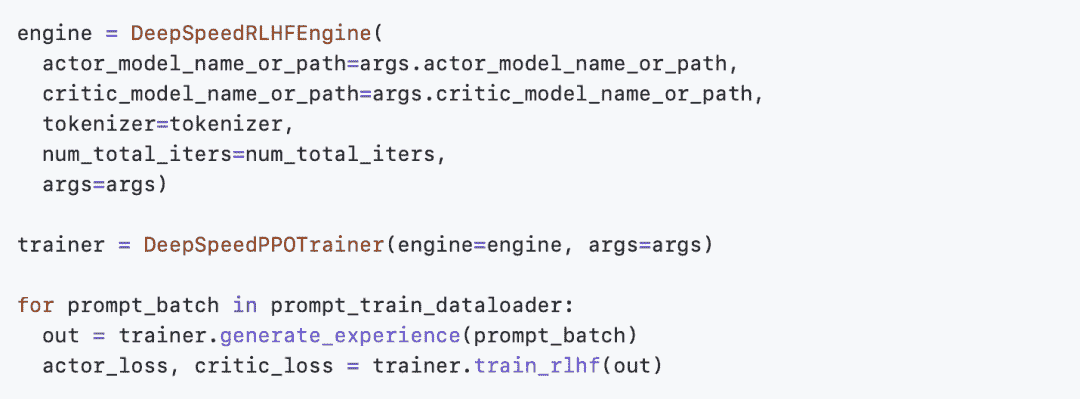 engine = DeepSpeedRLHFEngine(
  actor_model_name_or_path=args.actor_model_name_or_path,
  critic_model_name_or_path=args.critic_model_name_or_path,
  tokenizer=tokenizer,
  num_total_iters=num_total_iters,
  args=args)

trainer = DeepSpeedPPOTrainer(engine=engine, args=args)

for prompt_batch in prompt_train_dataloader:
  out = trainer.generate_experience(prompt_batch)
  actor_loss, critic_loss = trainer.train_rlhf(out)